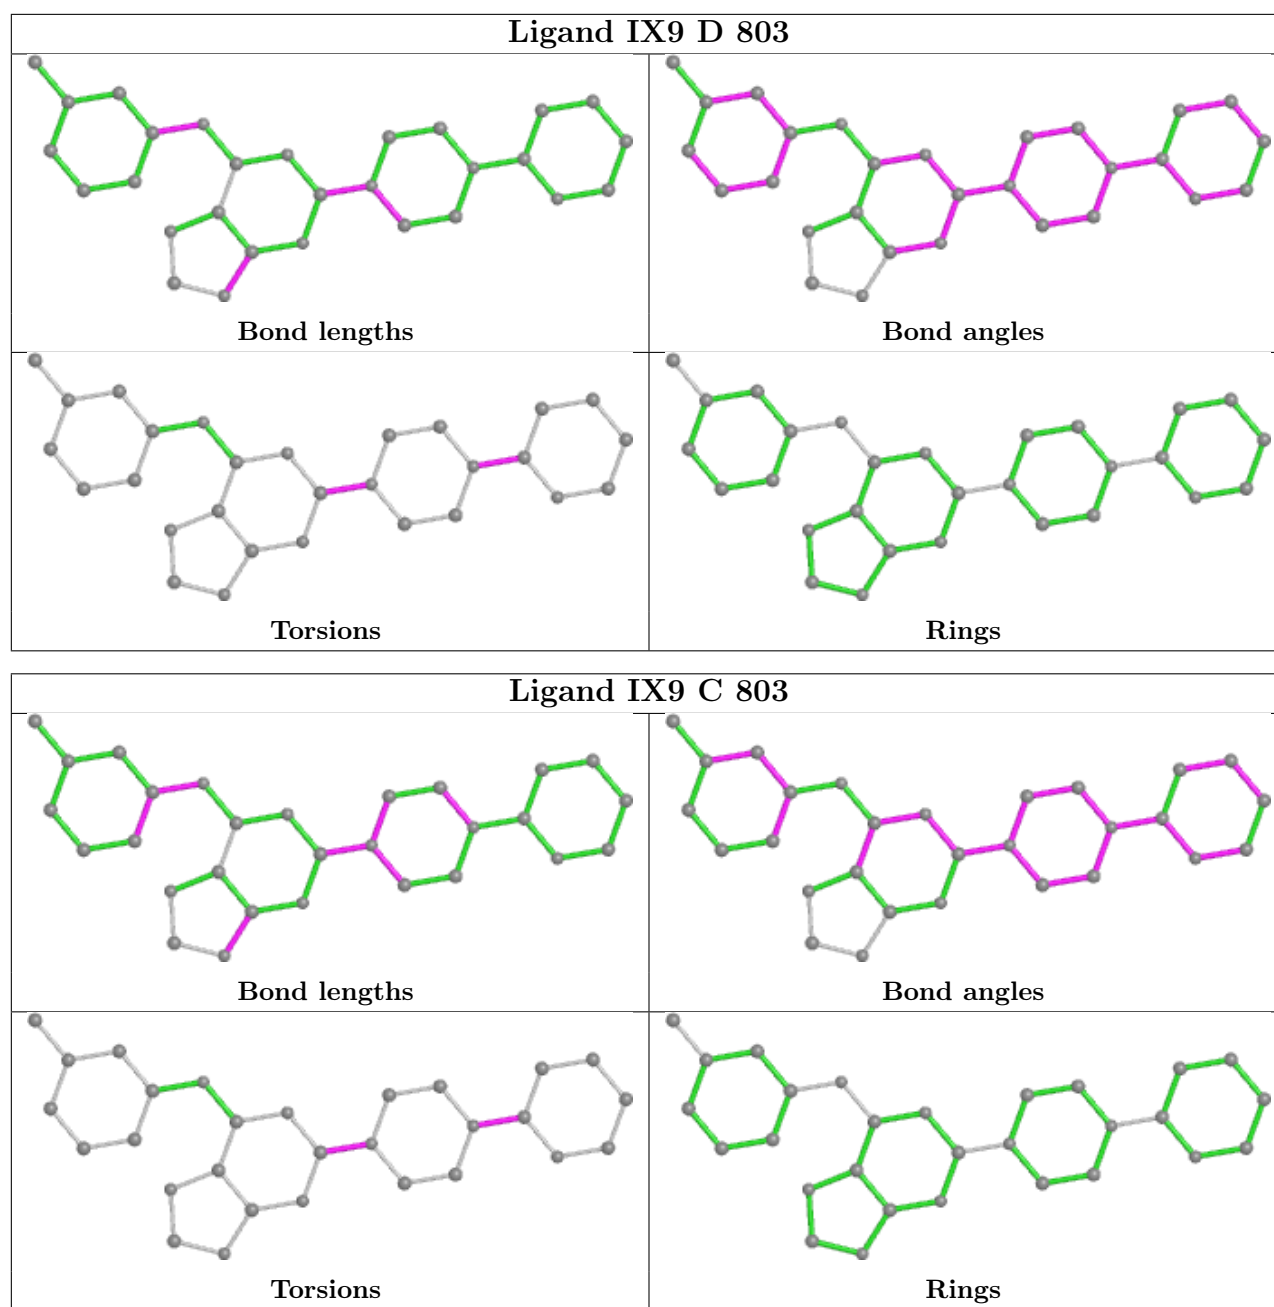 Ligand IX9 D 803
Bond lengths
Bond angles
Torsions
Rings
Ligand IX9 C 803
Bond lengths
Bond angles
Torsions
Rings